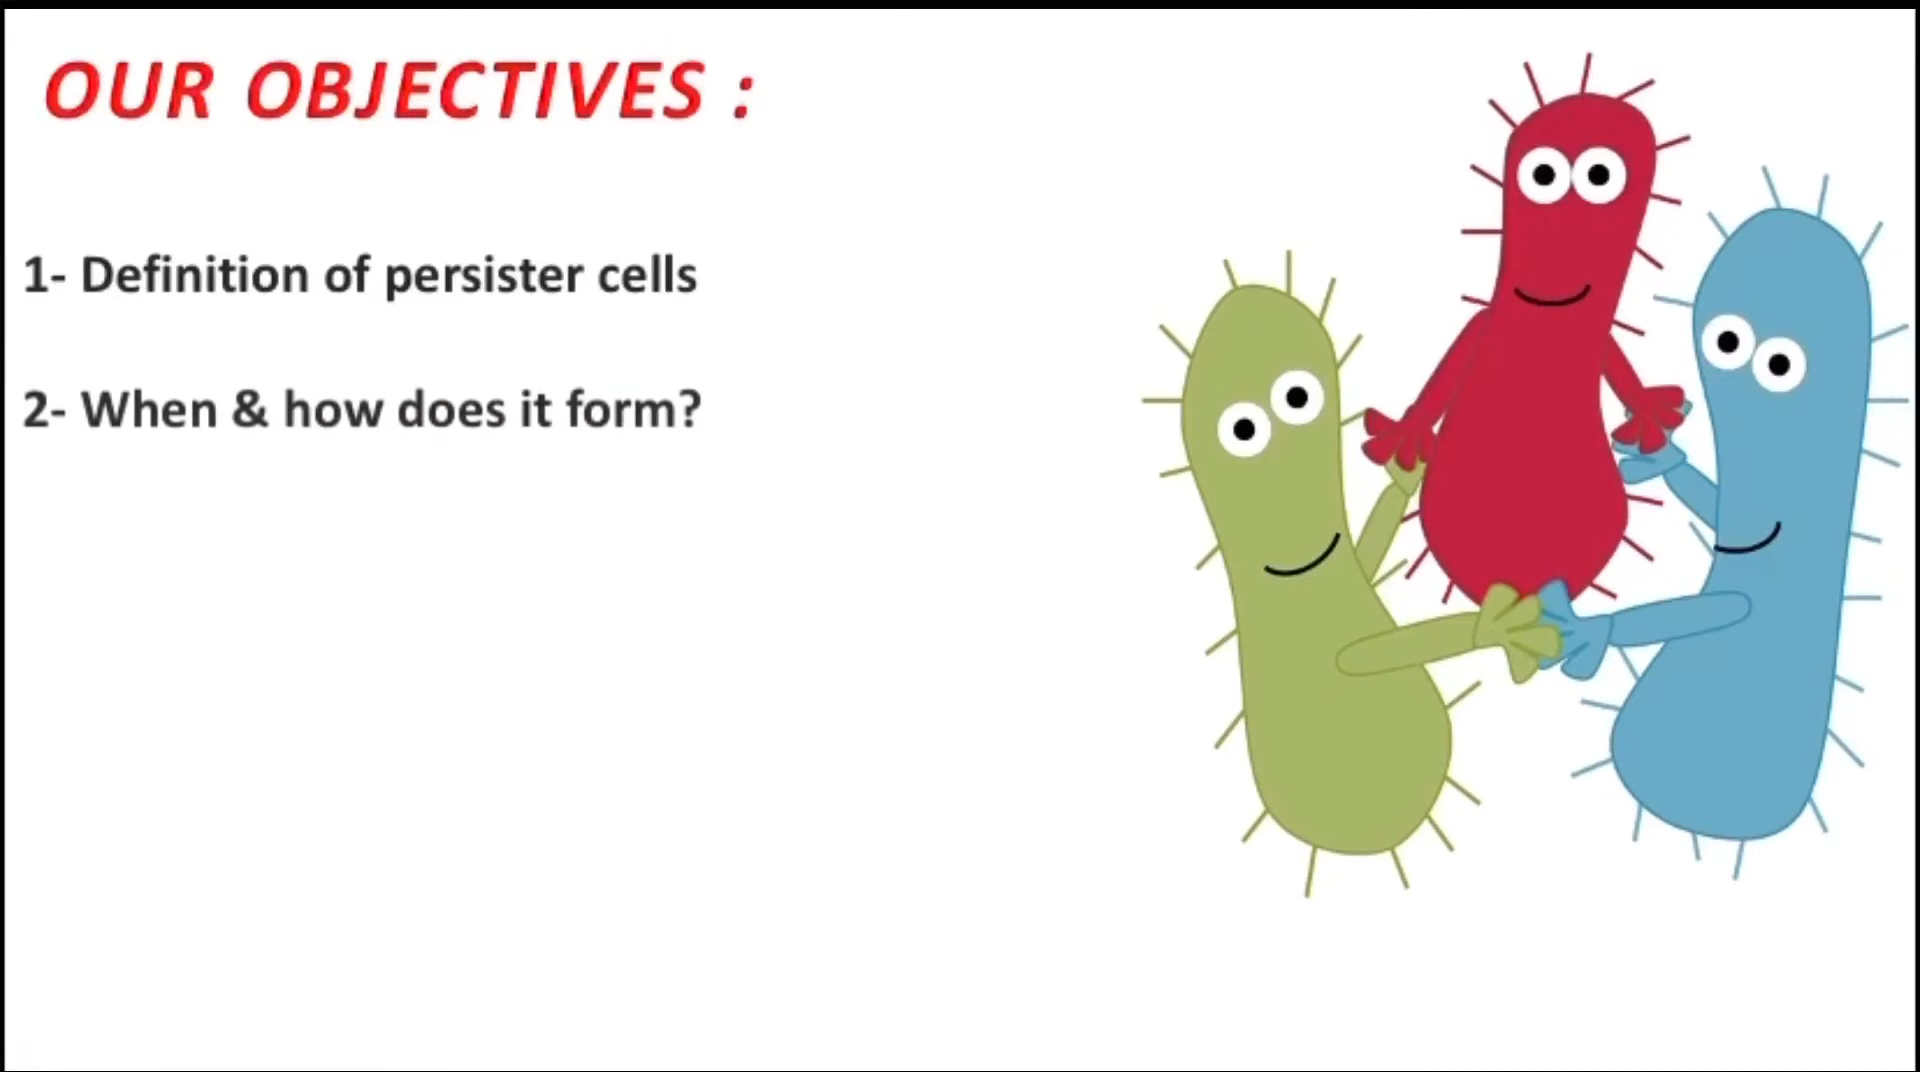 OUR OBJECTIVES :
1- Definition of persister cells
2- When & how does it form?